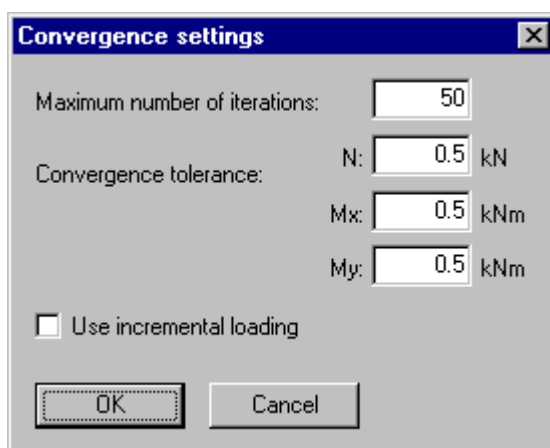 Convergence settings
Maximum number of iterations:
50
Convergence tolerance:
N: 0.5 kN
Mx: 0.5 kNm
My: 0.5 kNm
Use incremental loading
OK Cancel